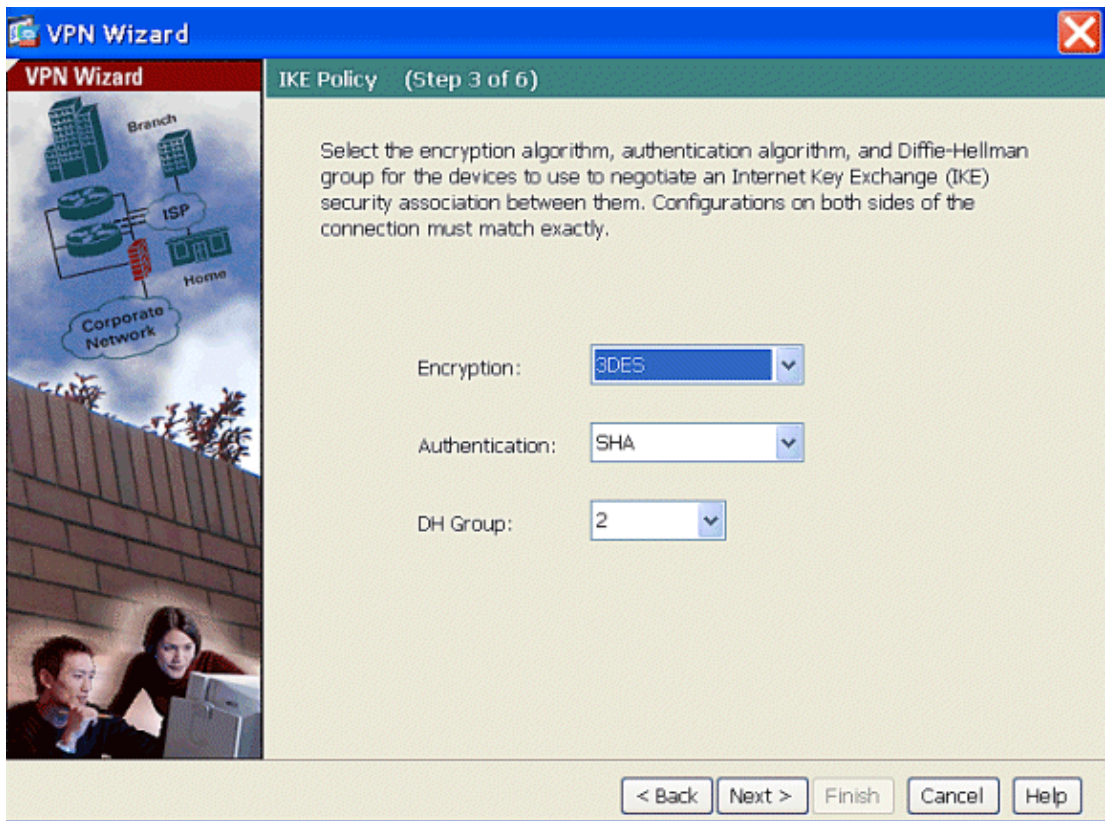 VPN Wizard
VPN Wizard
IKE Policy (Step 3 of 6)
Branch
ISP
Home
Corporate
Network
Select the encryption algorithm, authentication algorithm, and Diffie-Hellman
group for the devices to use to negotiate an Internet Key Exchange (IKE)
security association between them. Configurations on both sides of the
connection must match exactly.
Encryption: 3DES
Authentication: SHA
DH Group: 2
< Back Next > Finish Cancel Help